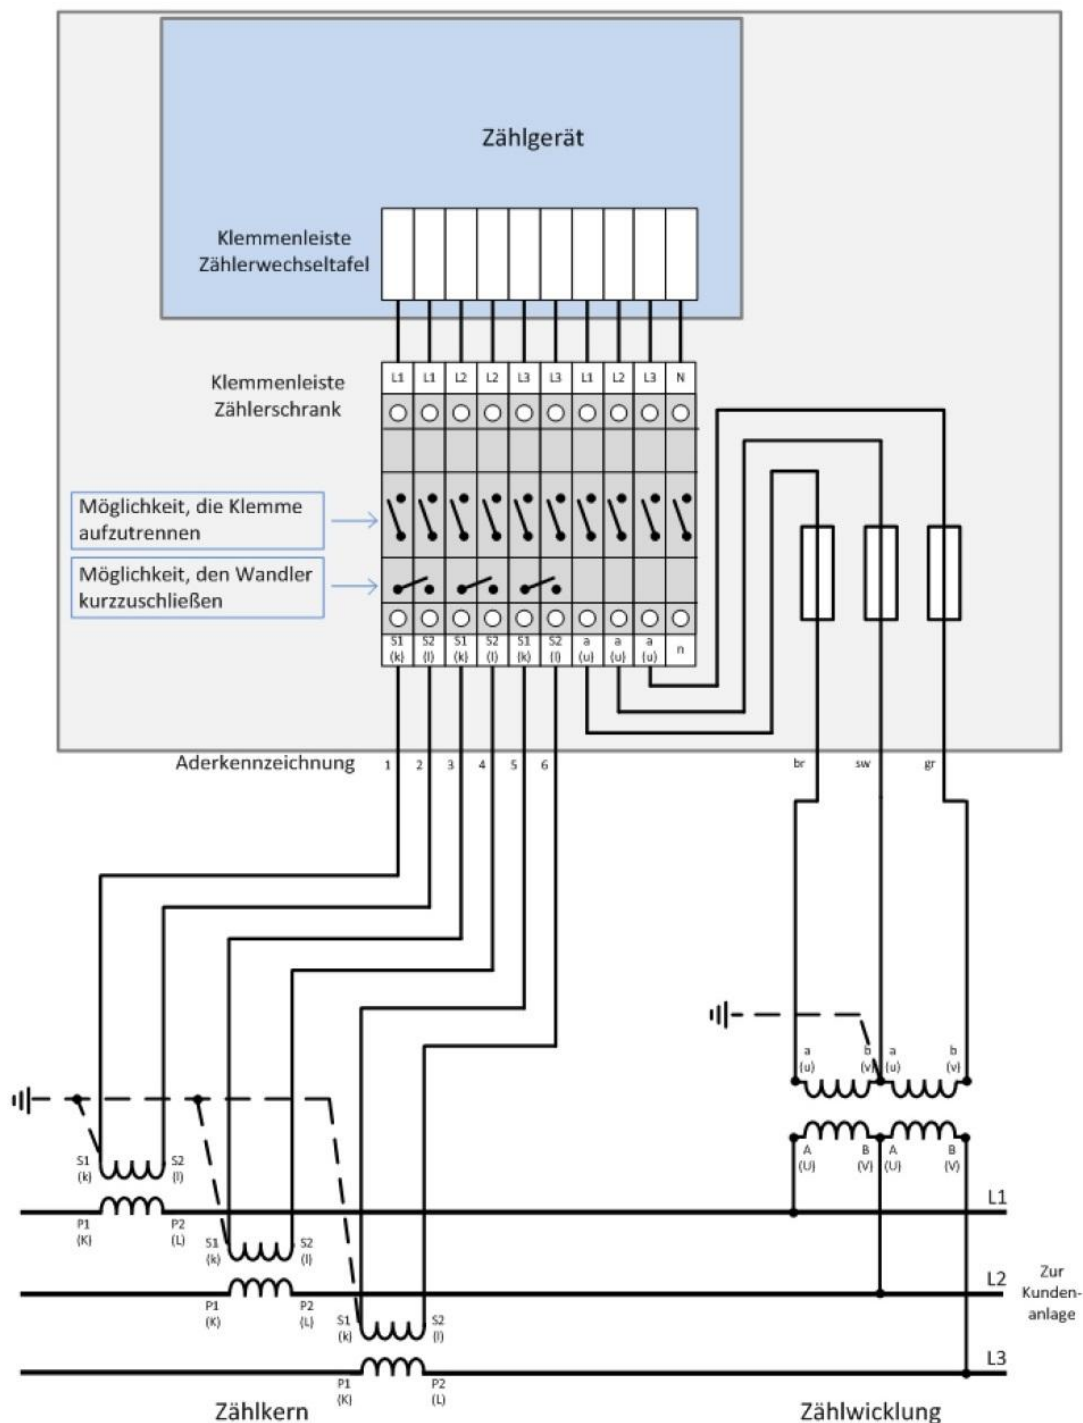 Zählgerät
Klemmenleiste
Zählerwechseltafel
Klemmenleiste
Zählerschrank
L1 L1 L2 L2 L3 L3 L1 L2 L3 N
Möglichkeit, die Klemme
aufzutrennen
Möglichkeit, den Wandler
kurzzuschließen
S1 S2 S1 S2 S1 S2 a a a n
(k) (l) (k) (l) (k) (l) (u) (u) (u)
Aderkennzeichnung 1 2 3 4 5 6 br sw gr
a b a b
(u) (v) (u) (v)
A B A B
(U) (V) (U) (V)
S1 S2
(k) (l)
P1 P2
(K) (L)
L1
S1 S2
(k) (l)
P1 P2
(K) (L)
L2
Zur
Kunden-
anlage
S1 S2
(k) (l)
P1 P2
(K) (L)
L3
Zählkern Zählwicklung